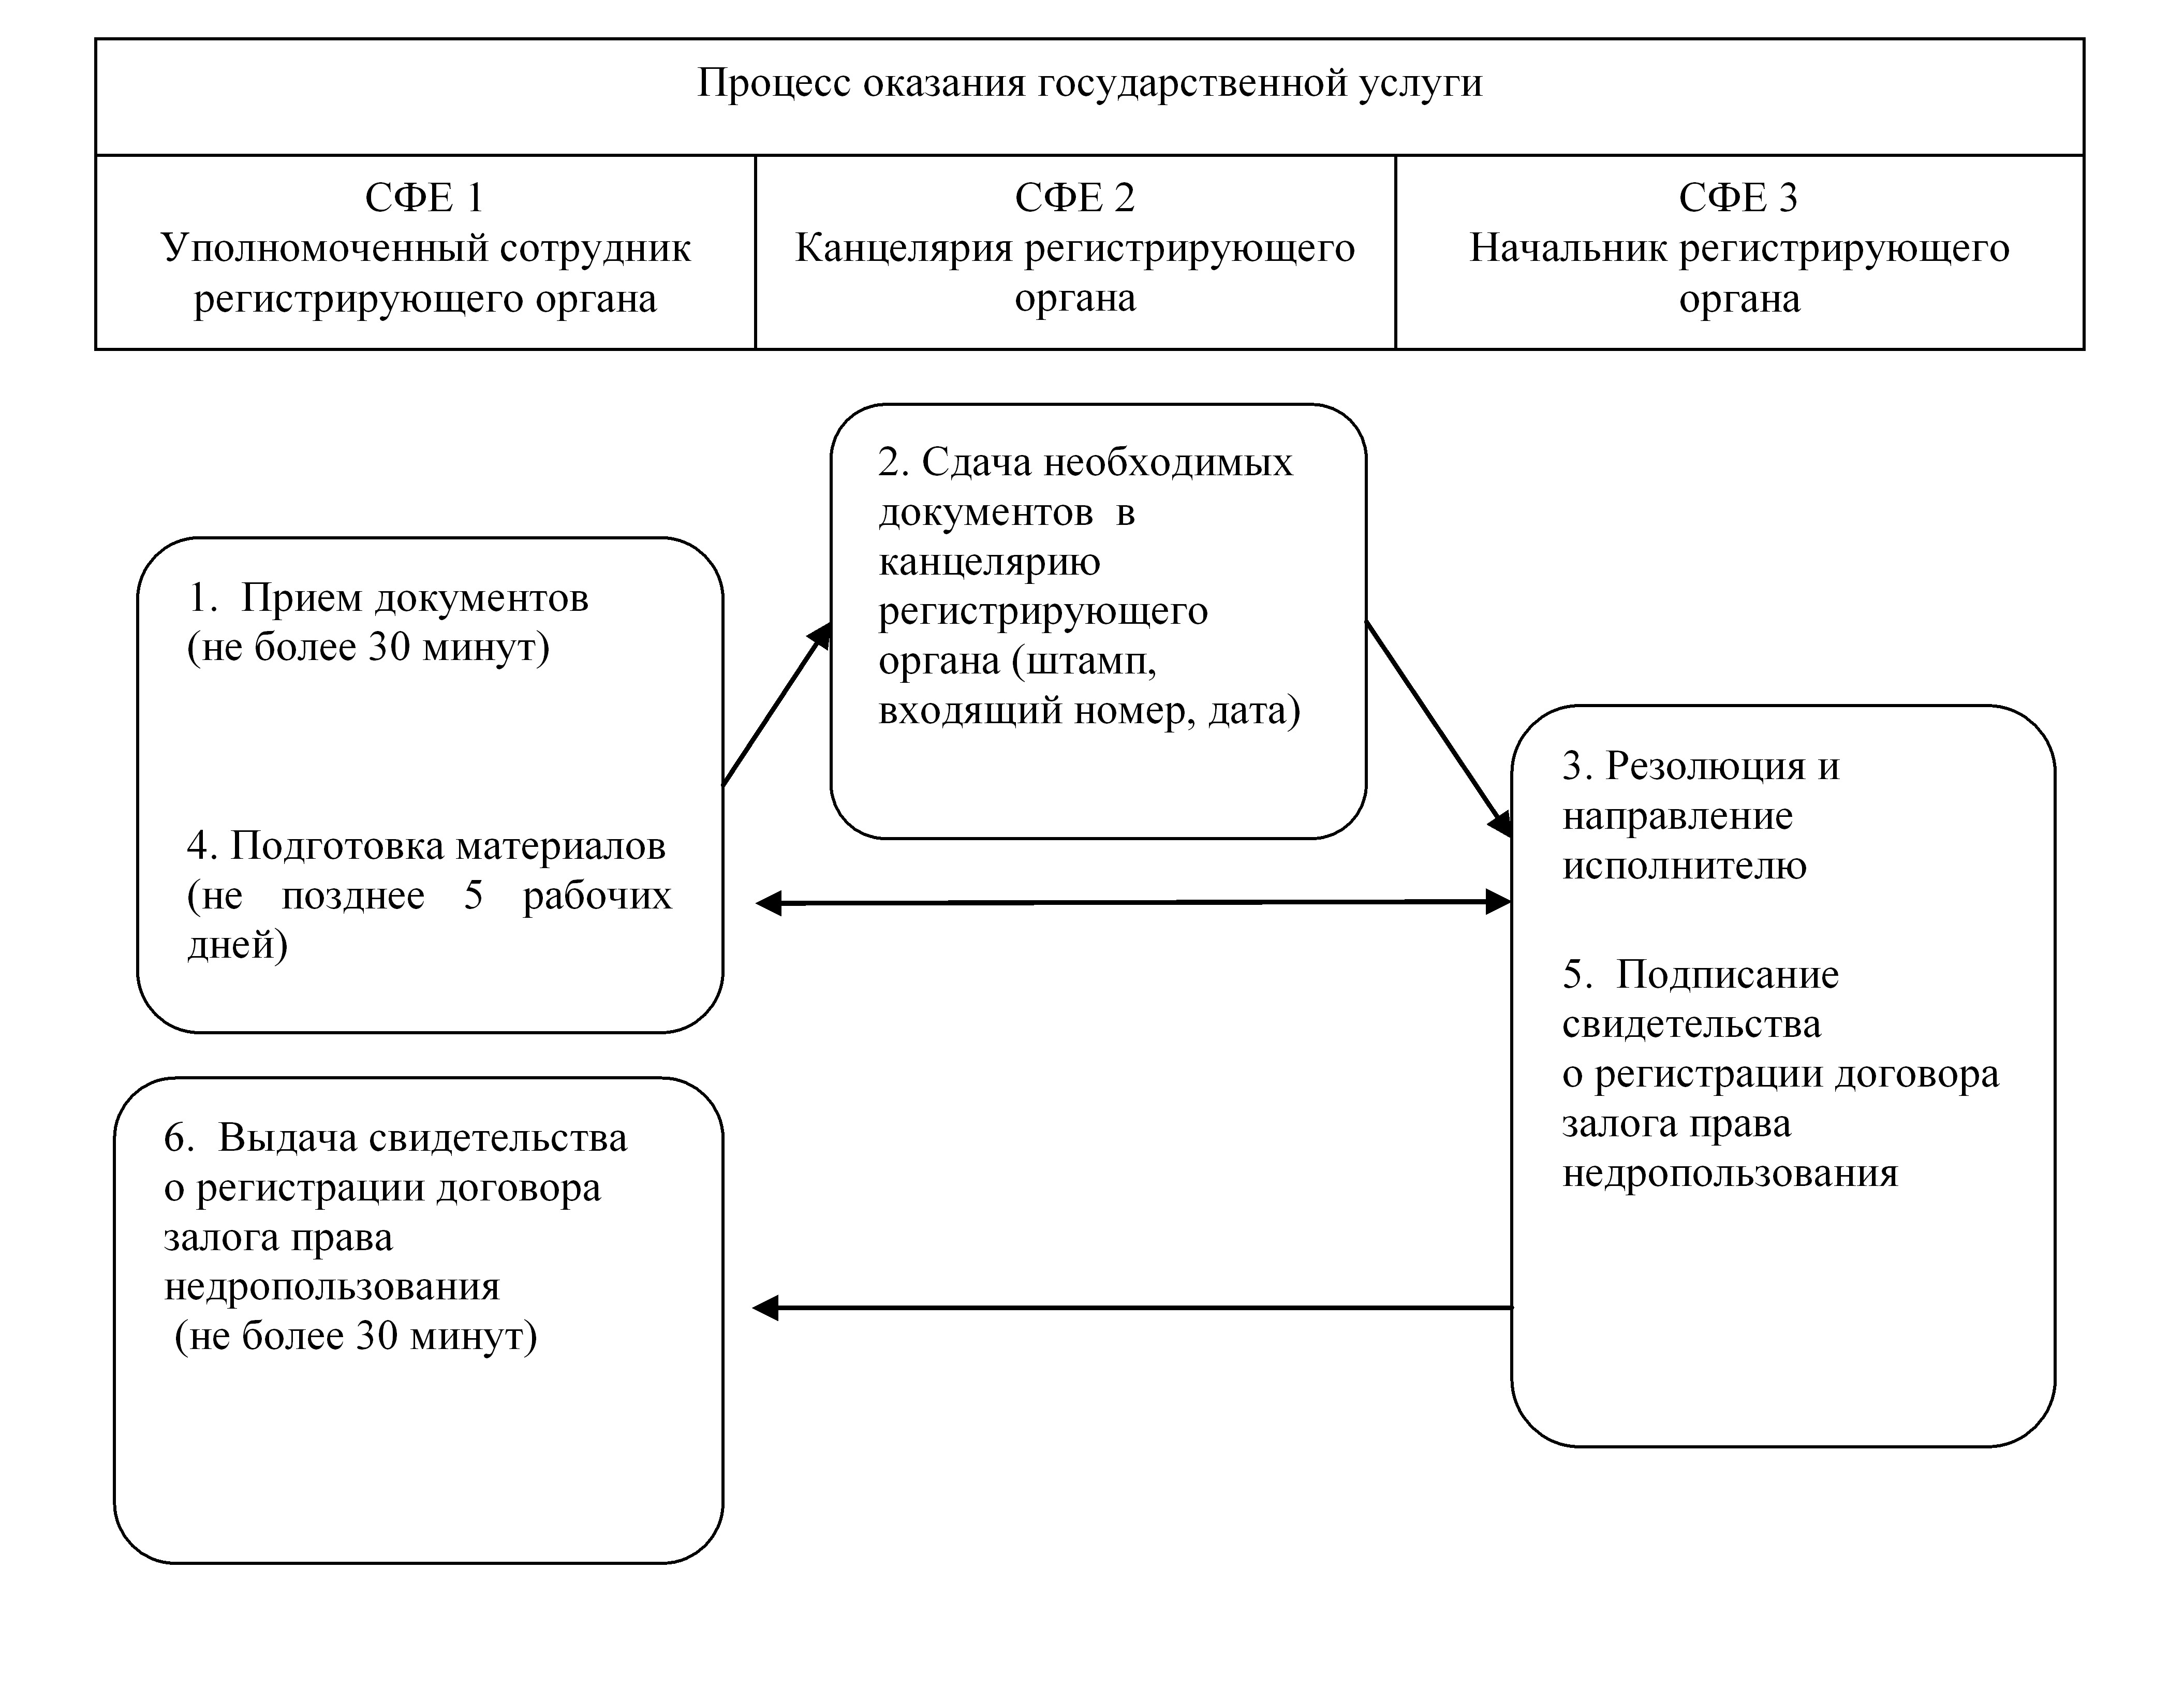 Процесс оказания государственной услуги
СФЕ 1
Уполномоченный сотрудник
регистрирующего органа
СФЕ 2
Канцелярия регистрирующего
органа
СФЕ 3
Начальник регистрирующего
органа
1. Прием документов
(не более 30 минут)
4. Подготовка материалов
(не позднее 5 рабочих
дней)
2. Сдача необходимых
документов в
канцелярию
регистрирующего
органа (штамп,
входящий номер, дата)
3. Резолюция и
направление
исполнителю
5. Подписание
свидетельства
о регистрации договора
залога права
недропользования
6. Выдача свидетельства
о регистрации договора
залога права
недропользования
(не более 30 минут)